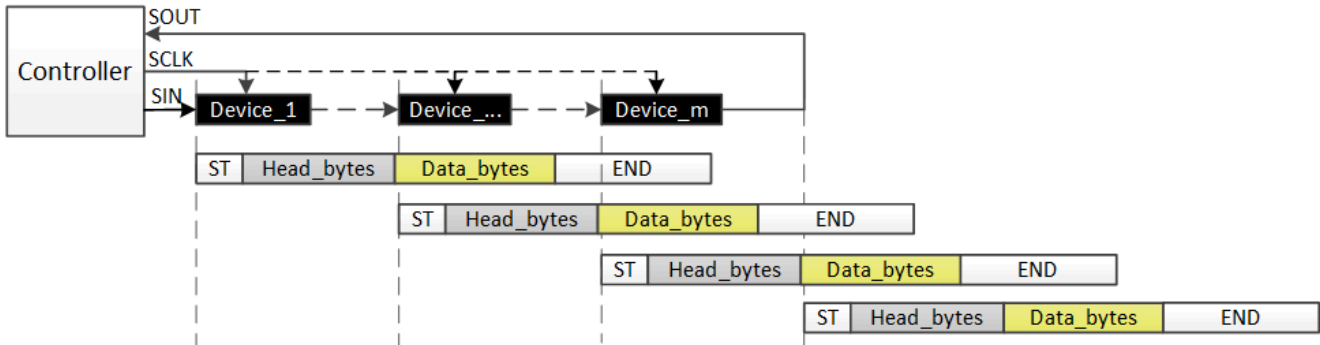 SOUT
Controller
SCLK
SIN
Device_1 Device_... Device_m
ST Head_bytes Data_bytes END
ST Head_bytes Data_bytes END
ST Head_bytes Data_bytes END
ST Head_bytes Data_bytes END